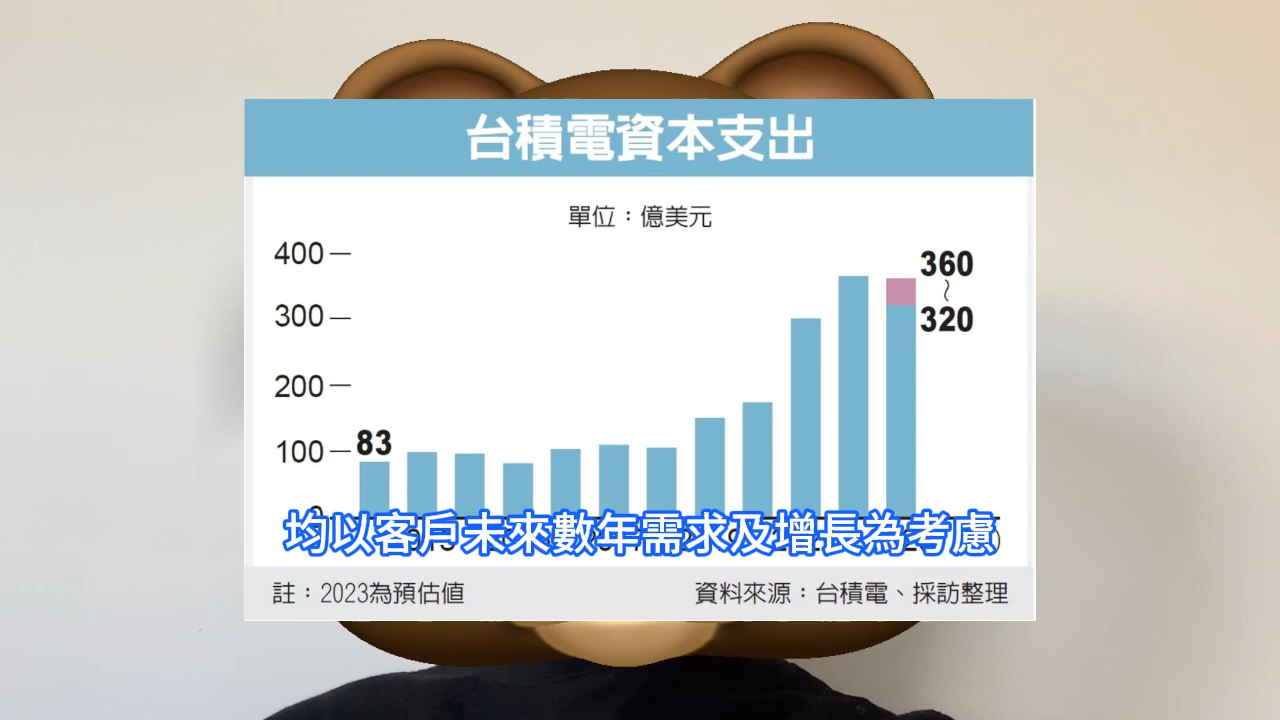 台積電資本支出
單位：億美元
400
300
200
100
83
360
～
320
均以客戶未來數年需求及增長為考慮
註：2023為預估值
資料來源：台積電、採訪整理